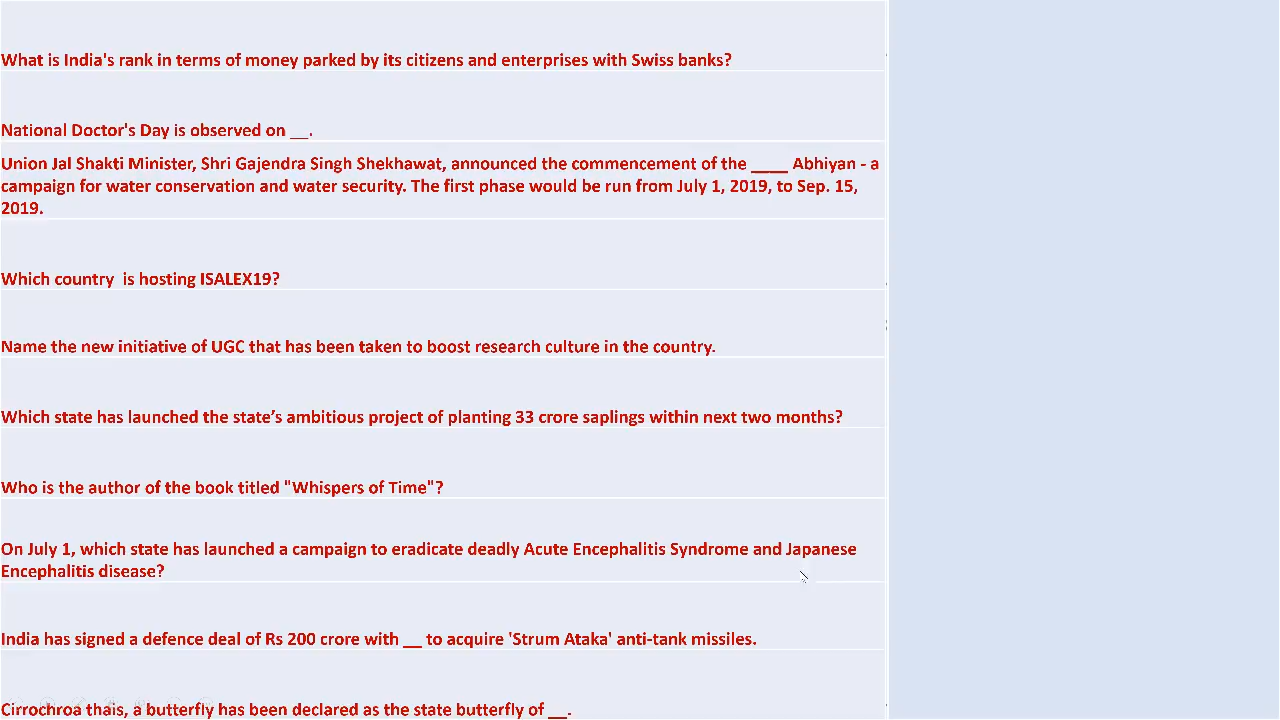 What is India's rank in terms of money parked by its citizens and enterprises with Swiss banks?
National Doctor's Day is observed on __.
Union Jal Shakti Minister, Shri Gajendra Singh Shekhawat, announced the commencement of the ____ Abhiyan - a
campaign for water conservation and water security. The first phase would be run from July 1, 2019, to Sep. 15,
2019.
Which country  is hosting ISALEX19?
Name the new initiative of UGC that has been taken to boost research culture in the country.
Which state has launched the state’s ambitious project of planting 33 crore saplings within next two months?
Who is the author of the book titled "Whispers of Time"?
On July 1, which state has launched a campaign to eradicate deadly Acute Encephalitis Syndrome and Japanese
Encephalitis disease?
India has signed a defence deal of Rs 200 crore with __ to acquire 'Strum Ataka' anti-tank missiles.
Cirrochroa thais, a butterfly has been declared as the state butterfly of __.